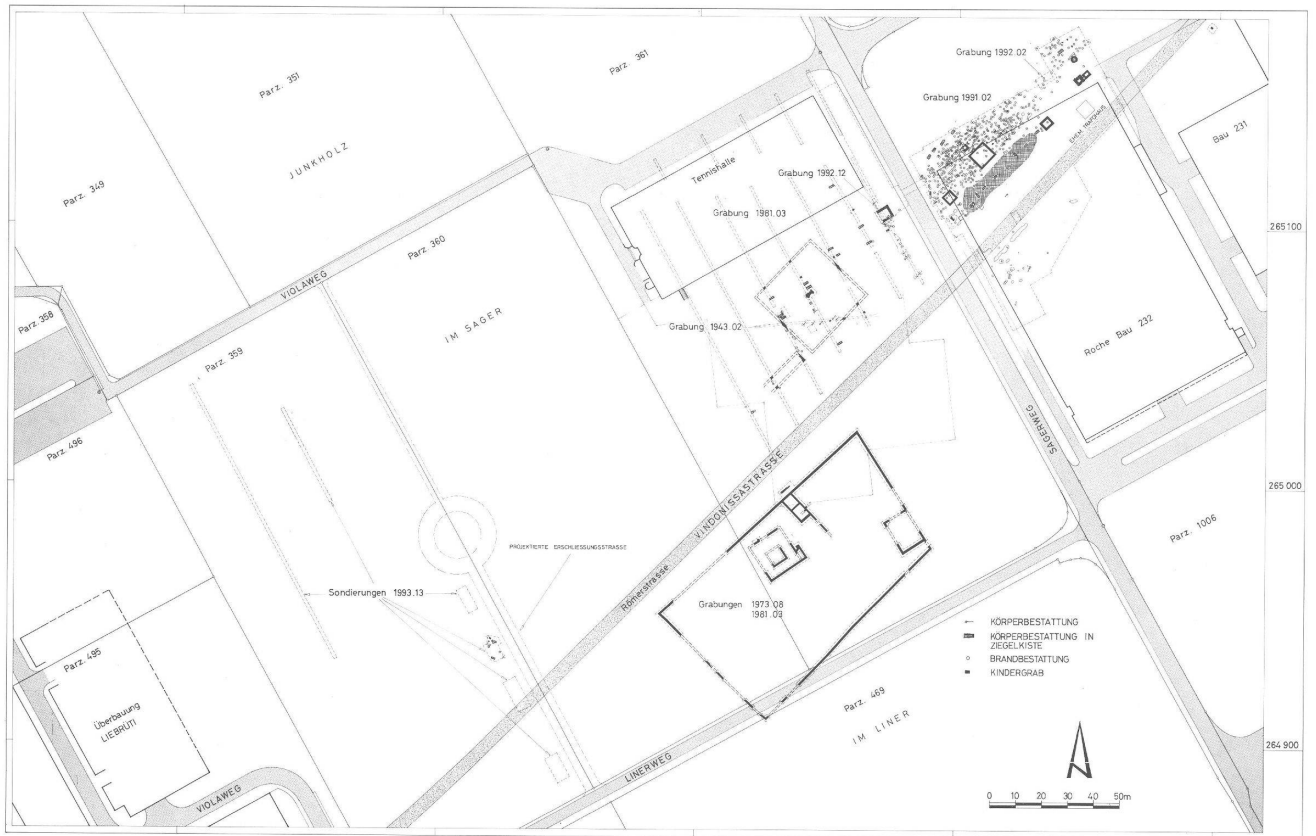 Parz. 361
Grabung 1992.02
Parz. 351
Grabung 1991.02
JUNKHOLZ
EHEM. INFOHAUS
Bau 231
Parz. 349
Tennishalle
Grabung 1992.12
Grabung 1981.03
265 100
Parz. 360
VIOLAWEG
Parz. 358
IM SAGER
Grabung 1943.02
Roche Bau 232
Parz. 359
SAGERWEG
Parz. 496
VINDONISSASTRASSE
265 000
Parz. 1006
PROJEKTIERTE ERSCHLIESSUNGSSTRASSE
Römerstrasse
Sondierungen 1993.13
Grabungen 1973.08
1981.03
KÖRPERBESTATTUNG
KÖRPERBESTATTUNG IN
ZIEGELKISTE
BRANDBESTATTUNG
KINDERGRAB
Parz. 495
Parz. 469
Überbauung
LIEBRÜTI
IM LINER
264 900
LINERWEG
VIOLAWEG
N
0 10 20 30 40 50m